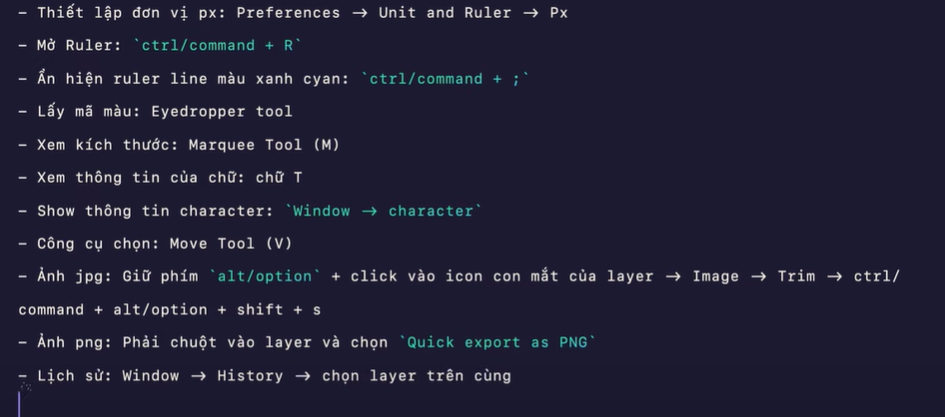 – Thiết lập đơn vị px: Preferences → Unit and Ruler → Px
– Mở Ruler: `ctrl/command + R`
– Ẩn hiện ruler line màu xanh cyan: `ctrl/command + ;`
– Lấy mã màu: Eyedropper tool
– Xem kích thước: Marquee Tool (M)
– Xem thông tin của chữ: chữ T
– Show thông tin character: `Window → character`
– Công cụ chọn: Move Tool (V)
– Ảnh jpg: Giữ phím `alt/option` + click vào icon con mắt của layer → Image → Trim → ctrl/
command + alt/option + shift + s
– Ảnh png: Phải chuột vào layer và chọn `Quick export as PNG`
– Lịch sử: Window → History → chọn layer trên cùng